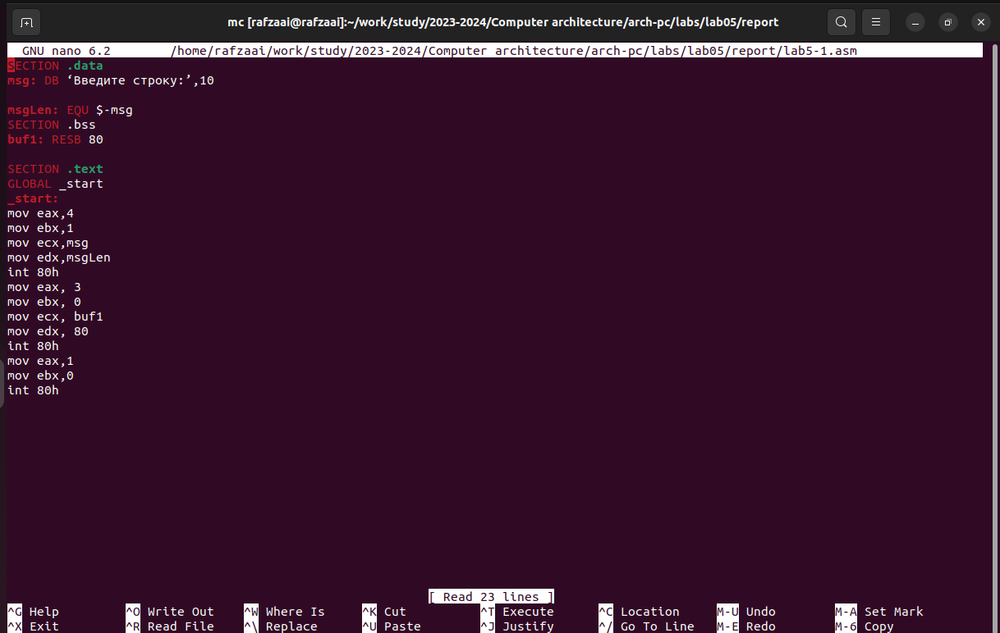 mc [rafzaai@rafzaai]:~/work/study/2023-2024/Computer architecture/arch-pc/labs/lab05/report
GNU nano 6.2 /home/rafzaai/work/study/2023-2024/Computer architecture/arch-pc/labs/lab05/report/lab5-1.asm
SECTION .data
msg: DB ‘Введите строку:’,10
msgLen: EQU $-msg
SECTION .bss
buf1: RESB 80
SECTION .text
GLOBAL _start
_start:
mov eax,4
mov ebx,1
mov ecx,msg
mov edx,msgLen
int 80h
mov eax, 3
mov ebx, 0
mov ecx, buf1
mov edx, 80
int 80h
mov eax,1
mov ebx,0
int 80h
[ Read 23 lines ]
^G Help ^O Write Out ^W Where Is ^K Cut ^T Execute ^C Location M-U Undo M-A Set Mark
^X Exit ^R Read File ^\ Replace ^U Paste ^J Justify ^/ Go To Line M-E Redo M-6 Copy